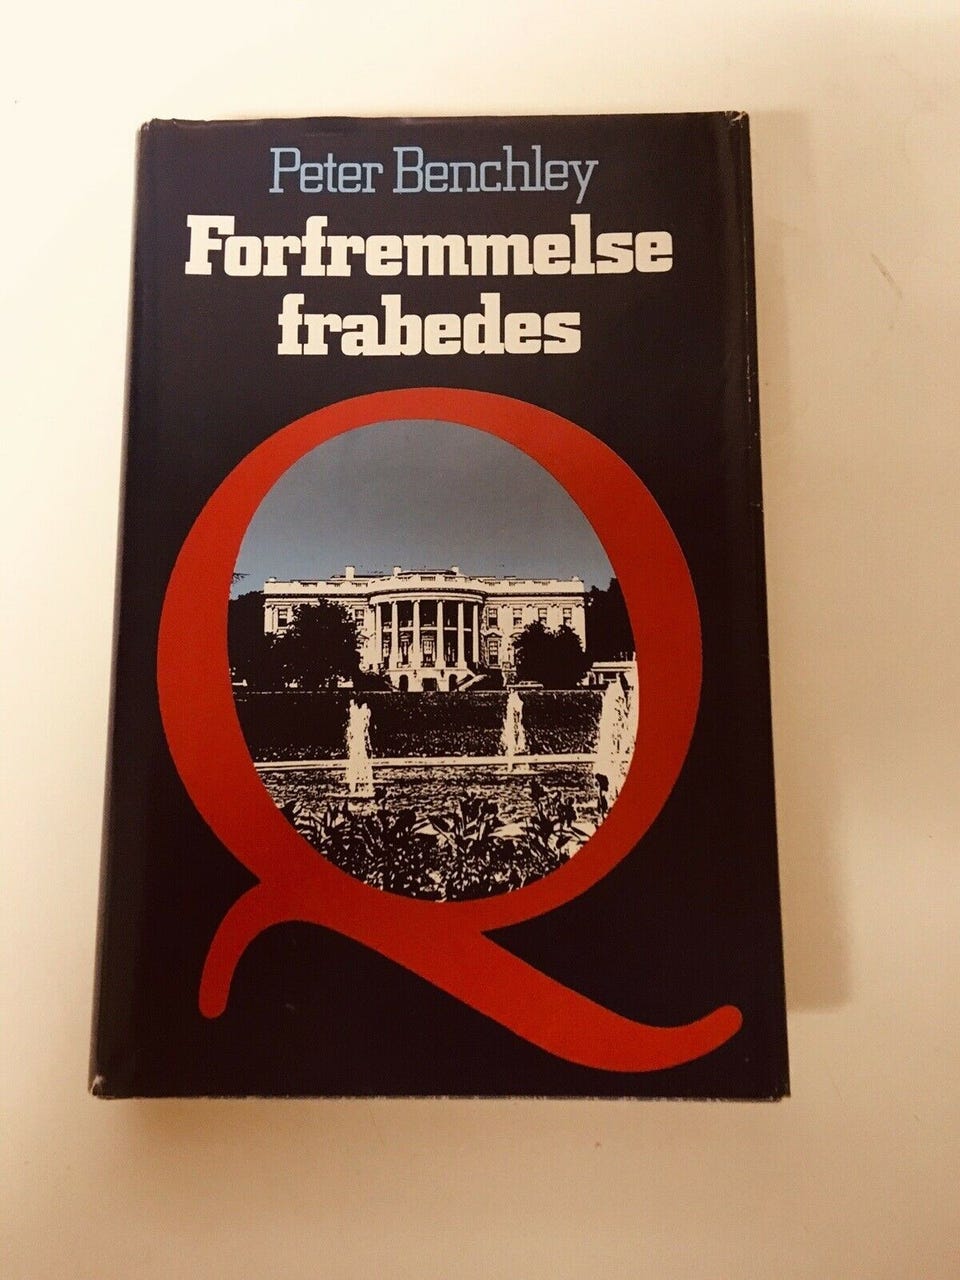 Peter Benchley
Forfremmelse
frabedes
Q